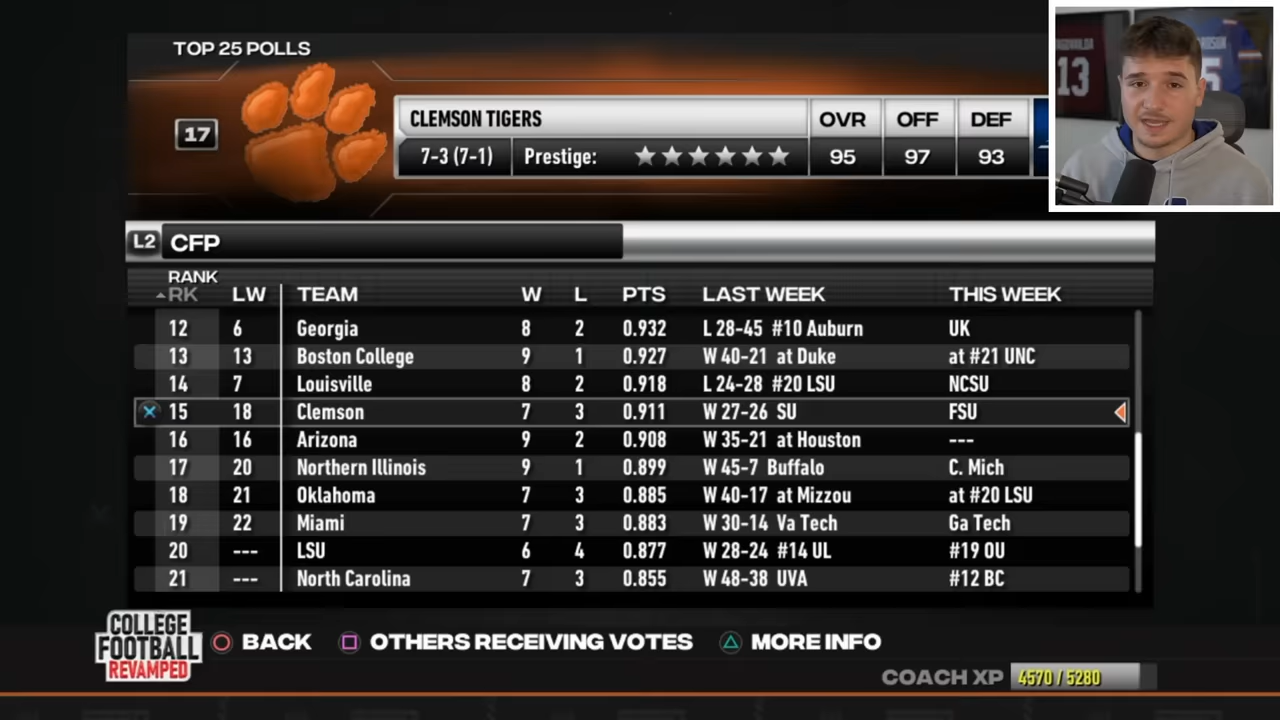 TOP 25 POLLS
17
CLEMSON TIGERS OVR OFF DEF
7-3 (7-1) Prestige: 95 97 93
13
5
L2 CFP
RANK
RK LW TEAM W L PTS LAST WEEK THIS WEEK
12 6 Georgia 8 2 0.932 L 28-45 #10 Auburn UK
13 13 Boston College 9 1 0.927 W 40-21 at Duke at #21 UNC
14 7 Louisville 8 2 0.918 L 24-28 #20 LSU NCSU
15 18 Clemson 7 3 0.911 W 27-26 SU FSU
16 16 Arizona 9 2 0.908 W 35-21 at Houston ---
17 20 Northern Illinois 9 1 0.899 W 45-7 Buffalo C. Mich
18 21 Oklahoma 7 3 0.885 W 40-17 at Mizzou at #20 LSU
19 22 Miami 7 3 0.883 W 30-14 Va Tech Ga Tech
20 --- LSU 6 4 0.877 W 28-24 #14 UL #19 OU
21 --- North Carolina 7 3 0.855 W 48-38 UVA #12 BC
COLLEGE
FOOTBALL
REVAMPED
BACK OTHERS RECEIVING VOTES MORE INFO
COACH XP 4570 / 5280